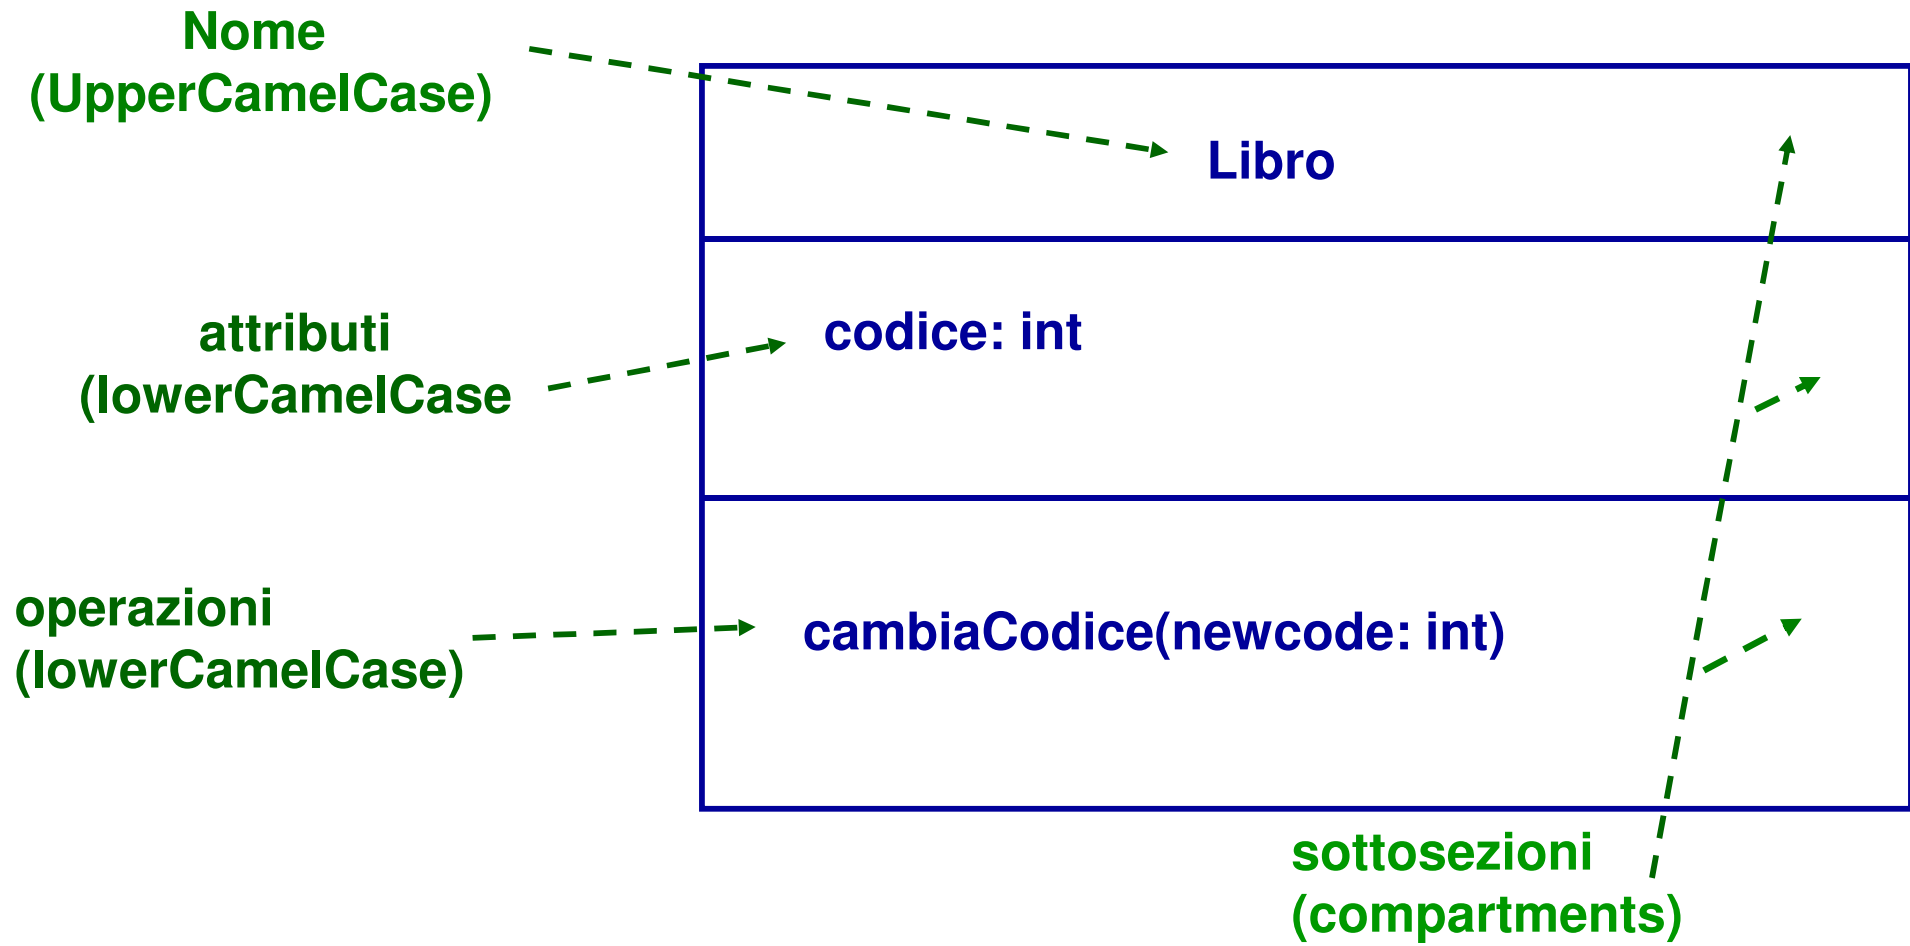 Nome
(UpperCamelCase)
Libro
attributi
(lowerCamelCase
codice: int
operazioni
(lowerCamelCase)
cambiaCodice(newcode: int)
sottosezioni
(compartments)